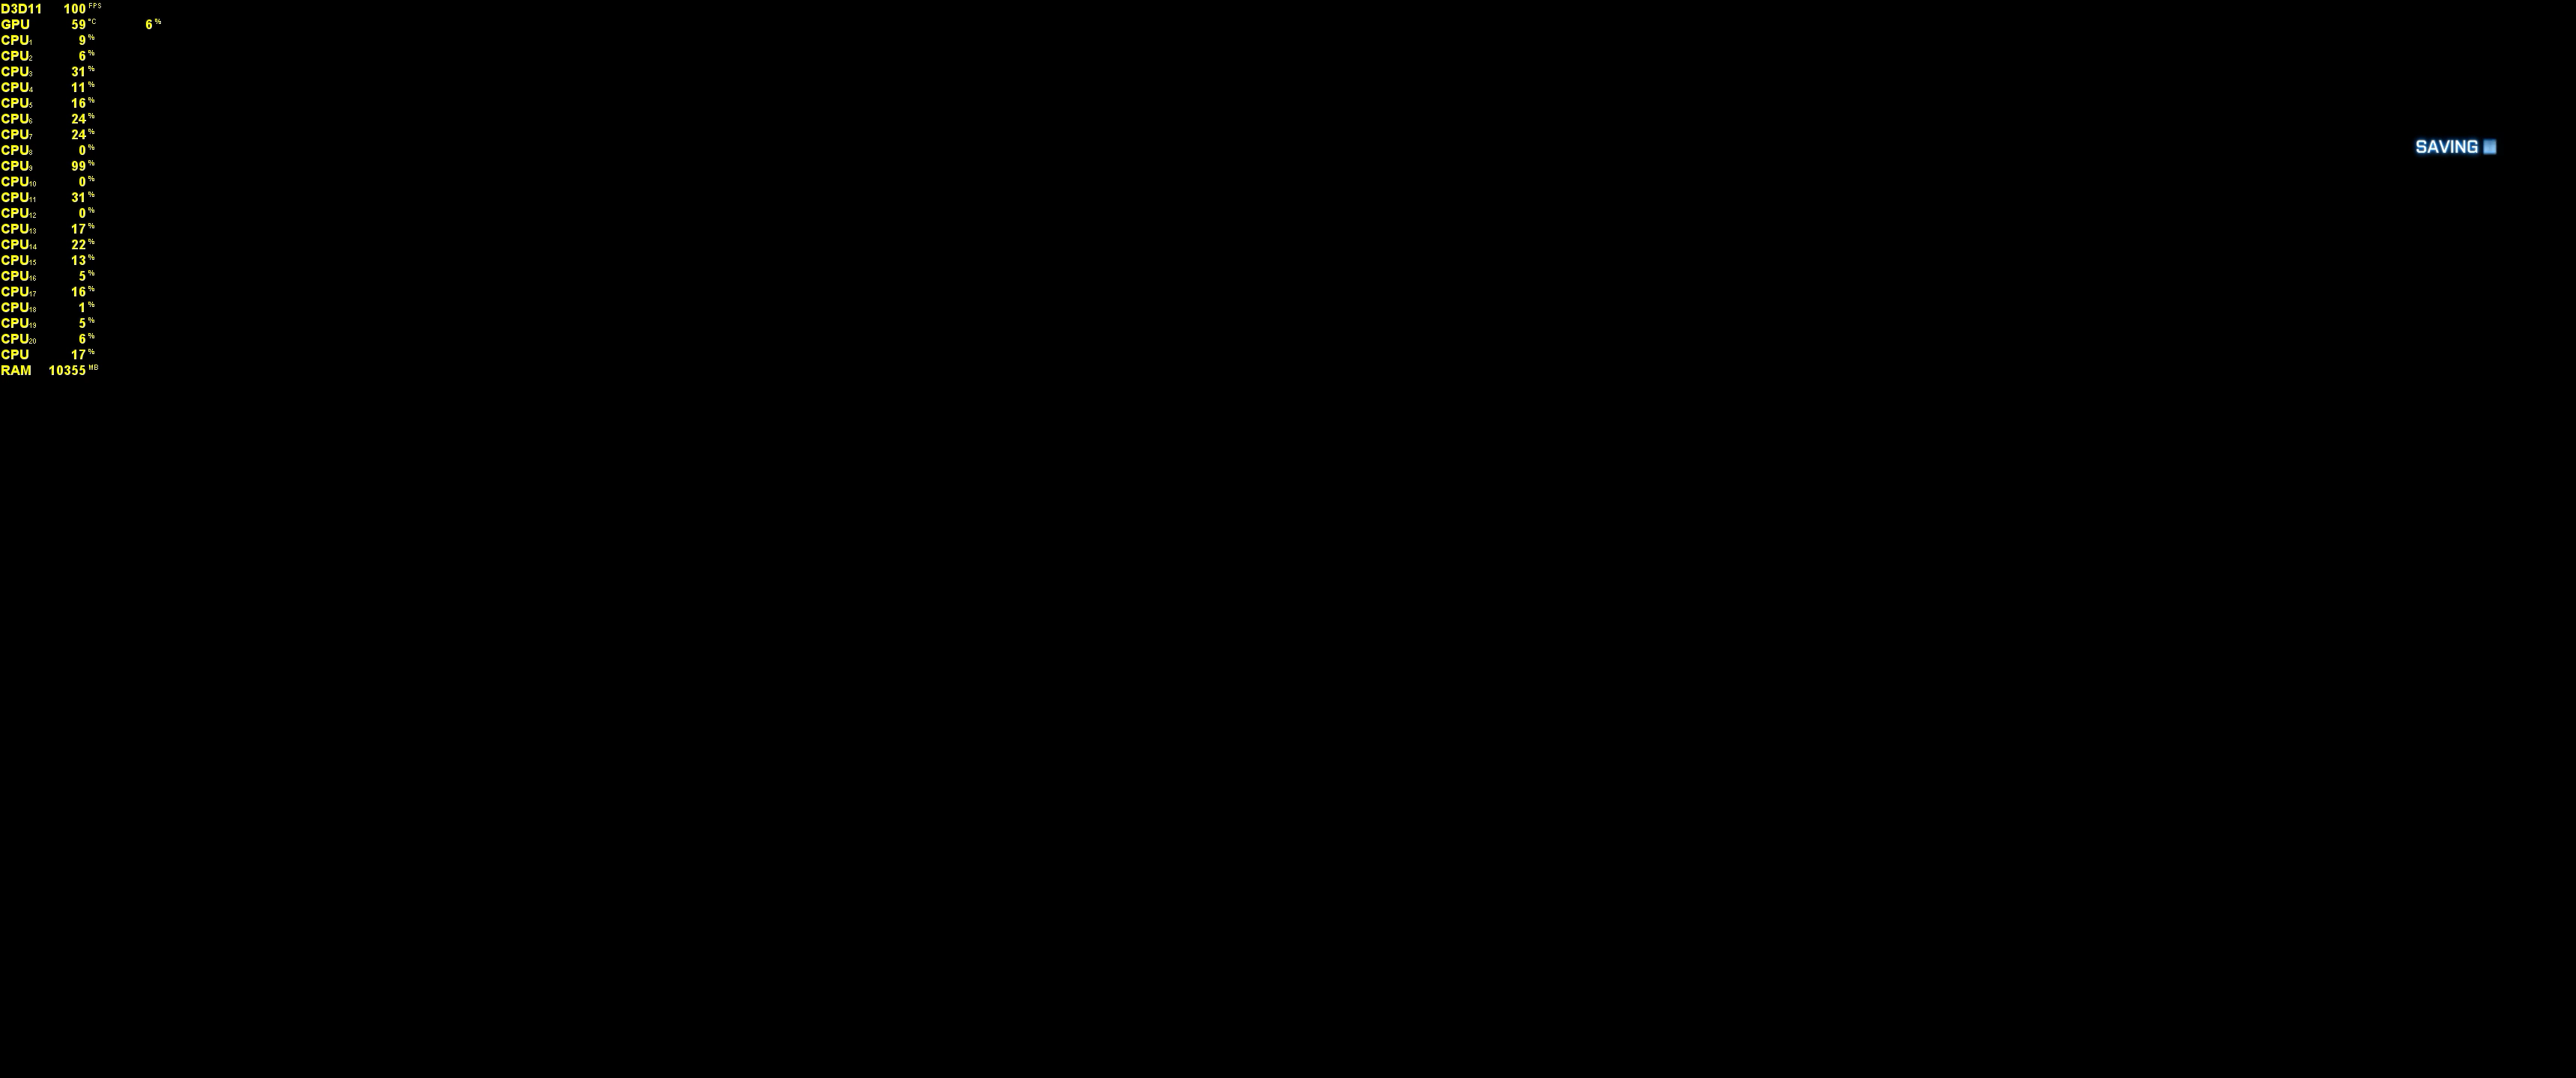 D3D11 100 FPS
GPU 59 °C 6 %
CPU1 9 %
CPU2 6 %
CPU3 31 %
CPU4 11 %
CPU5 16 %
CPU6 24 %
CPU7 24 %
CPU8 0 %
SAVING
CPU9 99 %
CPU10 0 %
CPU11 31 %
CPU12 0 %
CPU13 17 %
CPU14 22 %
CPU15 13 %
CPU16 5 %
CPU17 16 %
CPU18 1 %
CPU19 5 %
CPU20 6 %
CPU 17 %
RAM 10355 MB